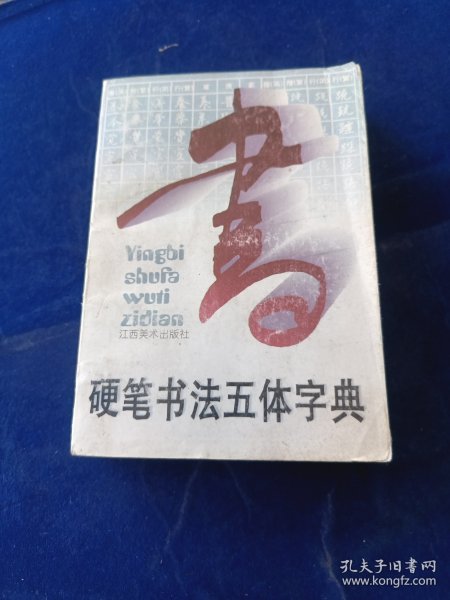 書
Yingbi
shufa
wuti
zidian
江西美术出版社
硬笔书法五体字典
孔夫子旧书网
www.kongfz.com